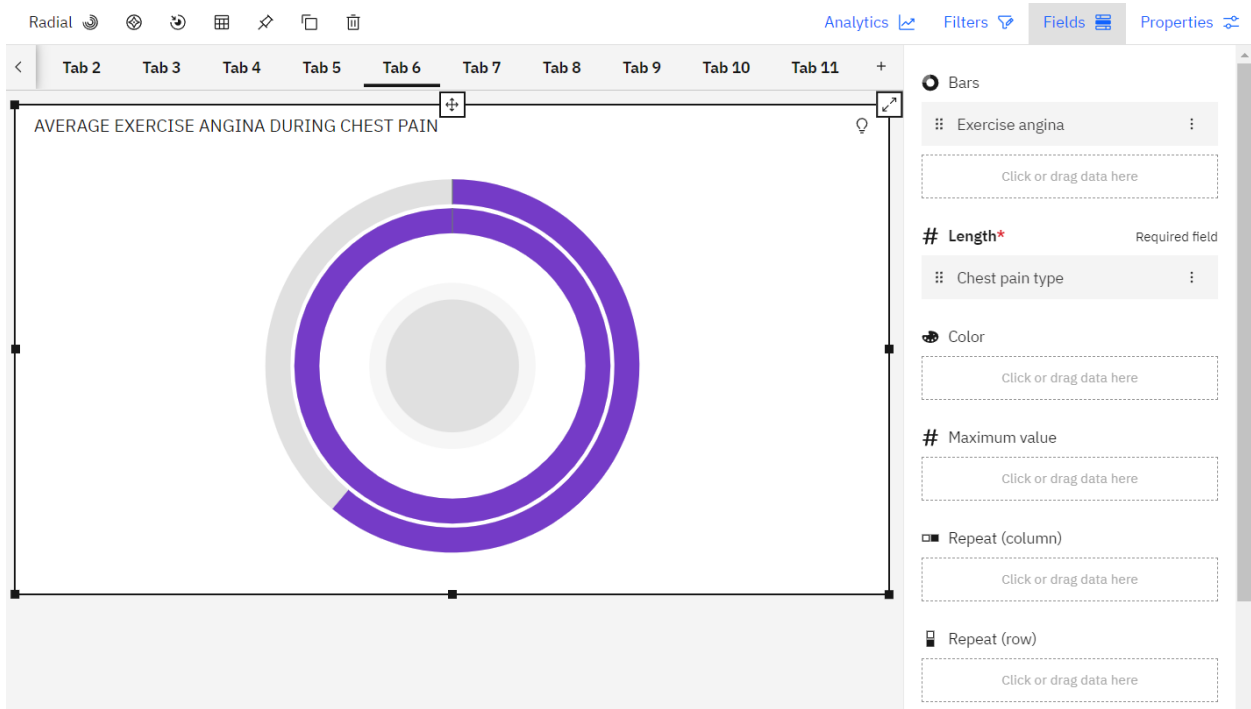 Radial
Analytics
Filters
Fields
Properties
Tab 2
Tab 3
Tab 4
Tab 5
Tab 6
Tab 7
Tab 8
Tab 9
Tab 10
Tab 11
+
AVERAGE EXERCISE ANGINA DURING CHEST PAIN
Bars
Exercise angina
Click or drag data here
# Length* Required field
Chest pain type
Color
Click or drag data here
# Maximum value
Click or drag data here
Repeat (column)
Click or drag data here
Repeat (row)
Click or drag data here